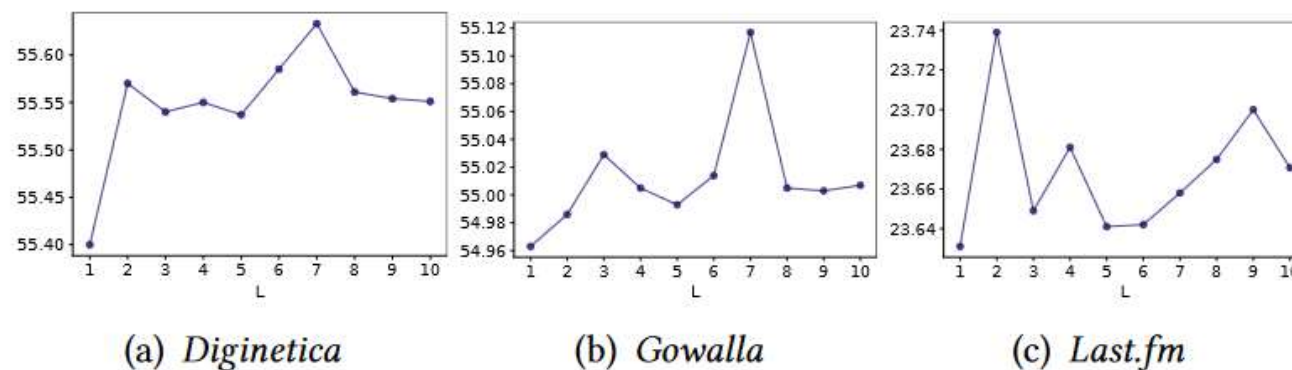 55.60
55.55
55.50
55.45
55.40
1 2 3 4 5 6 7 8 9 10
L
(a) Diginetica
55.12
55.10
55.08
55.06
55.04
55.02
55.00
54.98
54.96
1 2 3 4 5 6 7 8 9 10
L
(b) Gowalla
23.74
23.72
23.70
23.68
23.66
23.64
1 2 3 4 5 6 7 8 9 10
L
(c) Last.fm